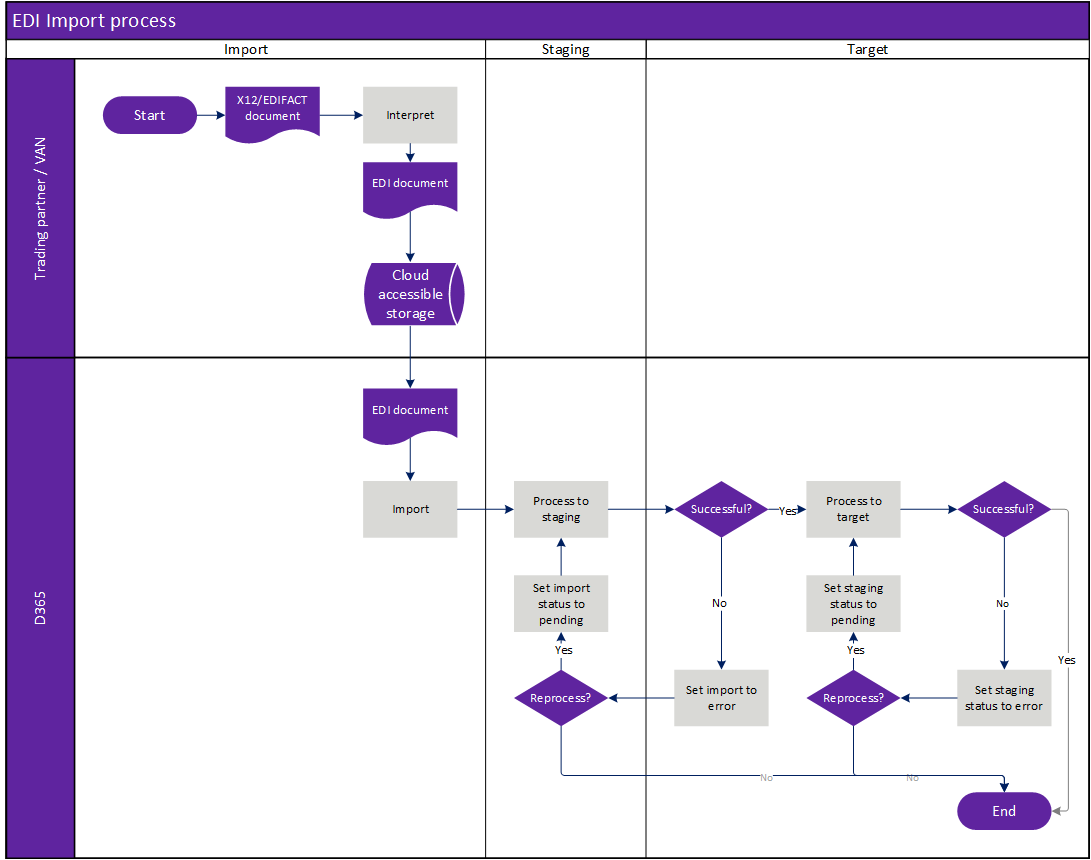 EDI Import process
Import
Staging
Target
Trading partner / VAN
Start
X12/EDIFACT
document
Interpret
EDI document
Cloud
accessible
storage
D365
EDI document
Import
Process to
staging
Successful?
Yes
Process to
target
Successful?
Set import
status to
pending
No
Set staging
status to
pending
No
Yes
Yes
Yes
Reprocess?
Set import to
error
Reprocess?
Set staging
status to error
No
No
End